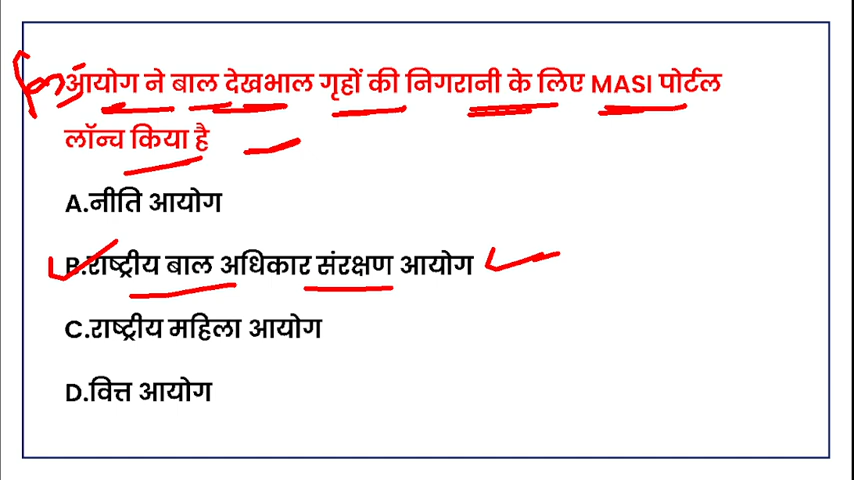 आयोग ने बाल देखभाल गृहों की निगरानी के लिए MASI पोर्टल
लॉन्च किया है
A.नीति आयोग
B.राष्ट्रीय बाल अधिकार संरक्षण आयोग
C.राष्ट्रीय महिला आयोग
D.वित्त आयोग